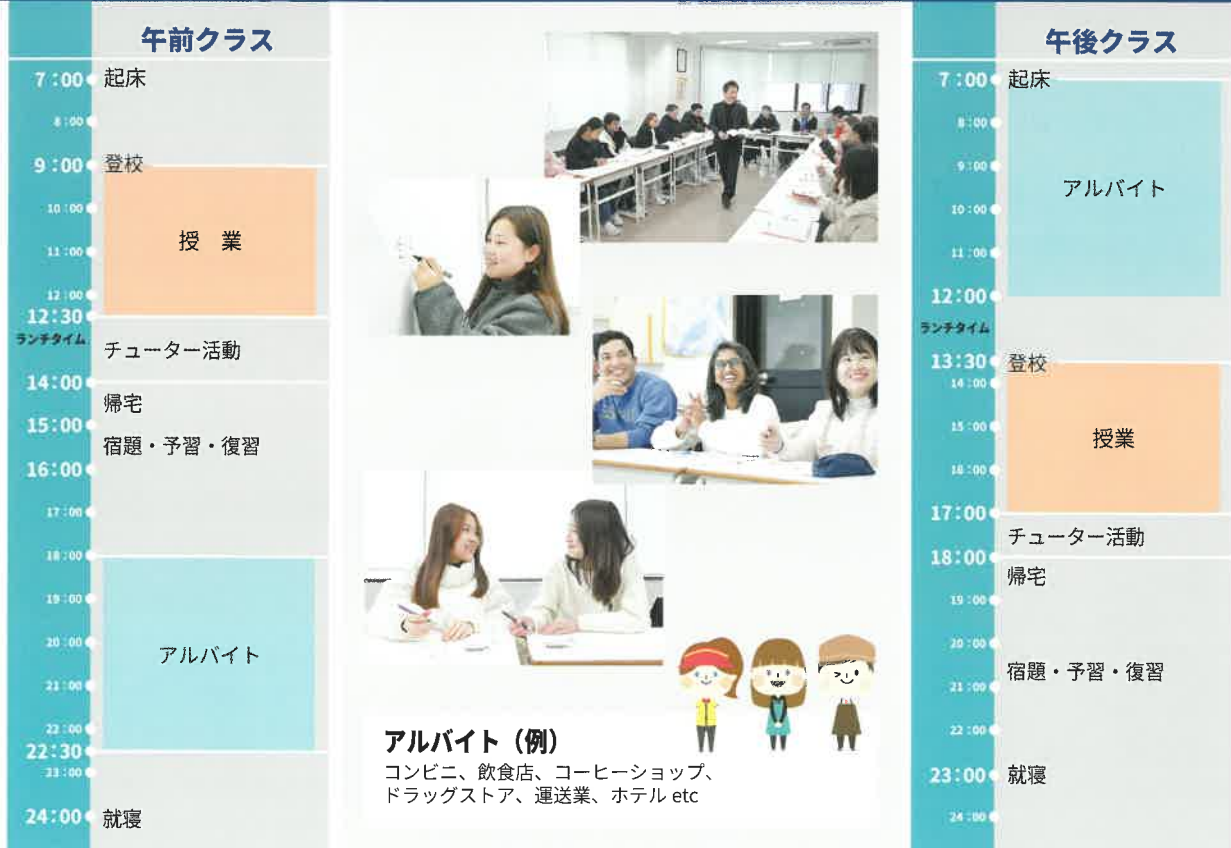 午前クラス
7:00 起床
8:00
9:00 登校
10:00
授　業
11:00
12:00
12:30
ランチタイム
チューター活動
14:00
帰宅
15:00
宿題・予習・復習
16:00
17:00
18:00
19:00
20:00
アルバイト
21:00
22:00
22:30
23:00
24:00 就寝
アルバイト（例）
コンビニ、飲食店、コーヒーショップ、
ドラッグストア、運送業、ホテル etc
午後クラス
7:00 起床
8:00
9:00
アルバイト
10:00
11:00
12:00
ランチタイム
13:30 登校
14:00
15:00
授業
16:00
17:00
チューター活動
18:00
帰宅
19:00
20:00
宿題・予習・復習
21:00
22:00
23:00 就寝
24:00